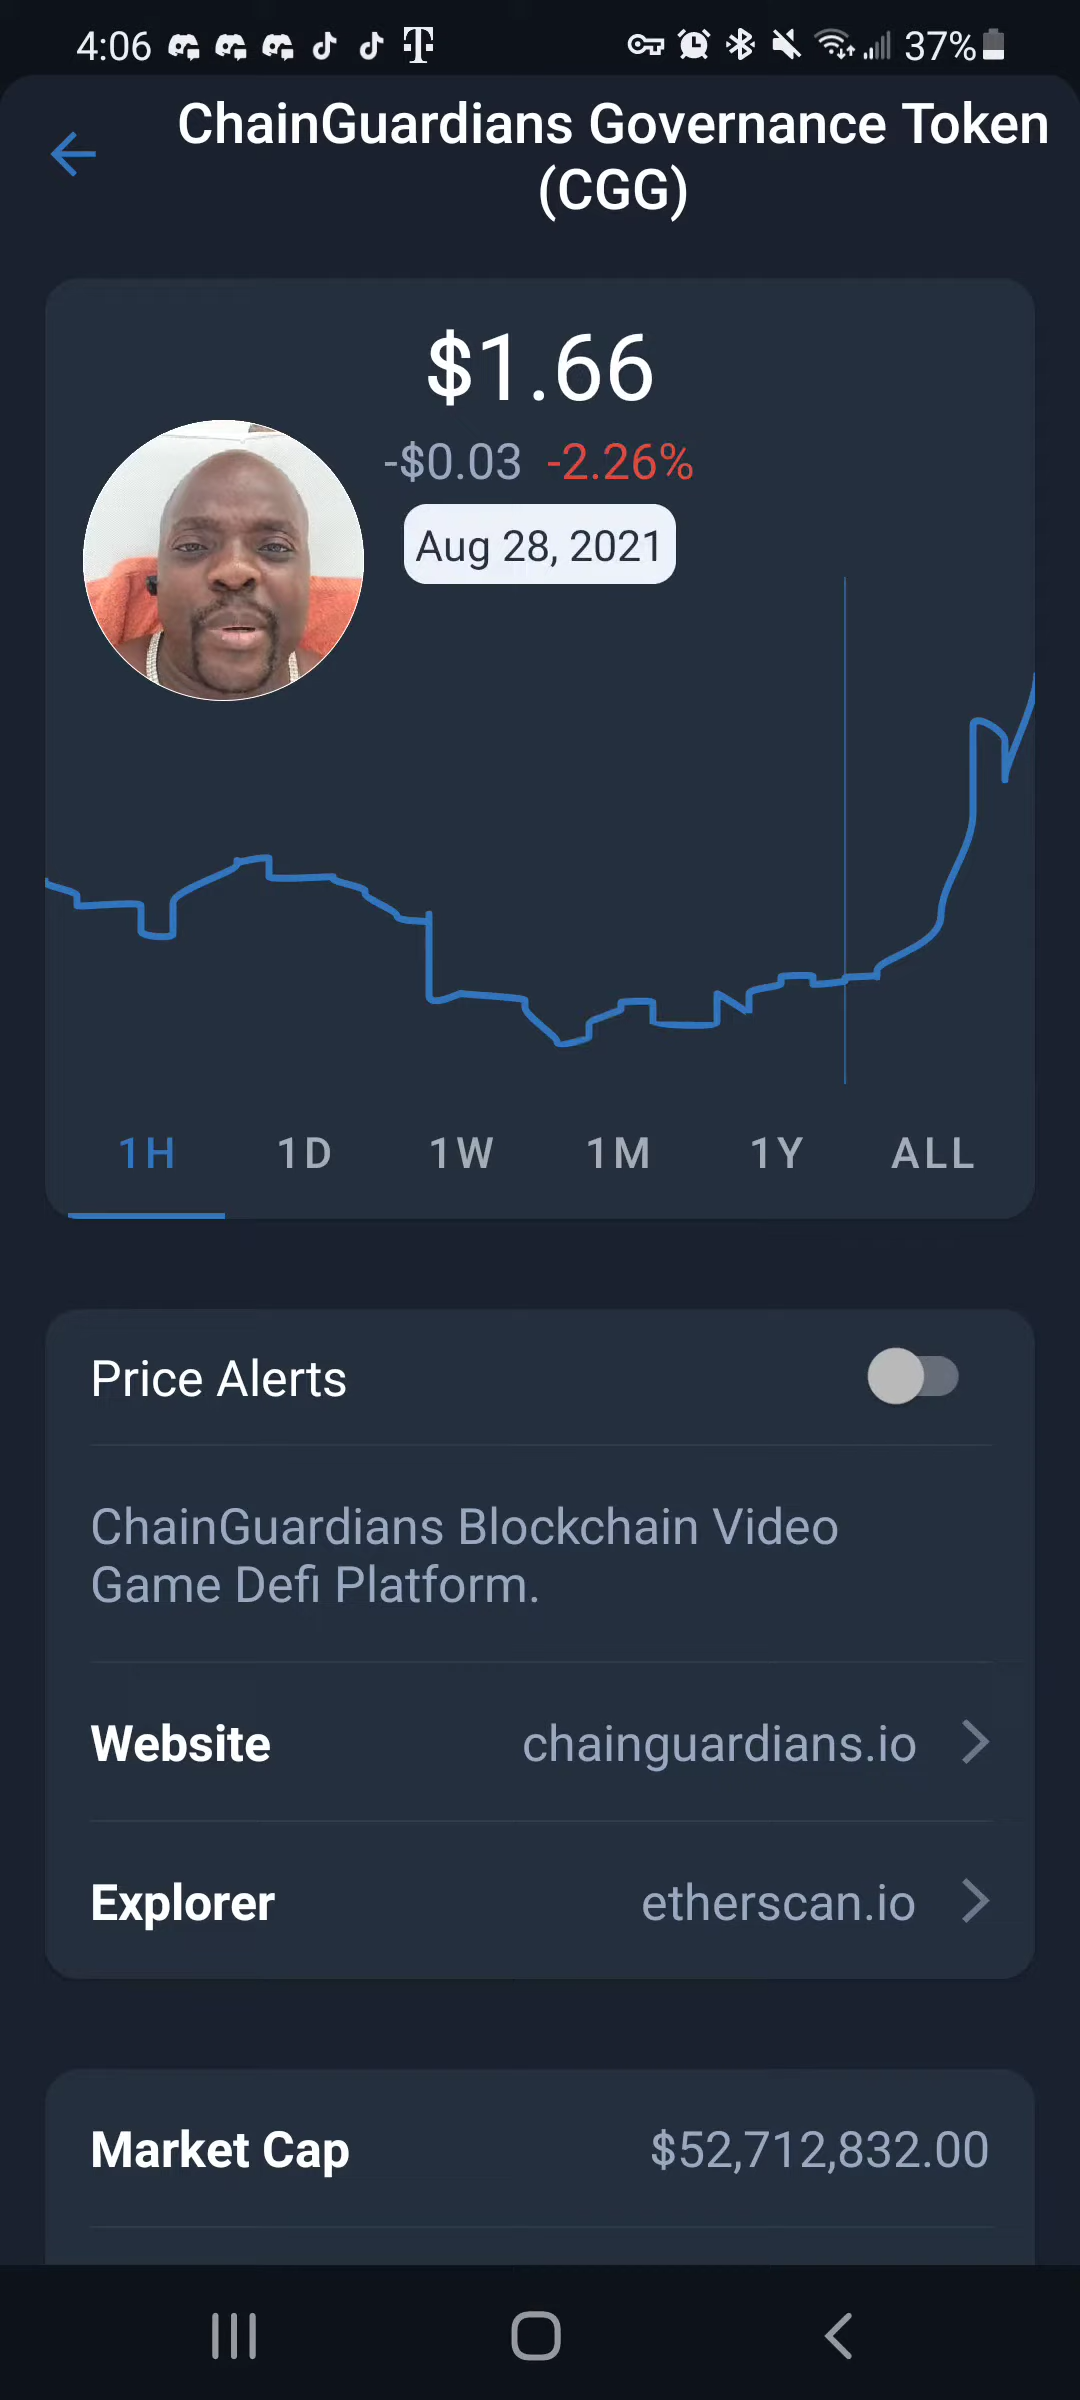 4:06
37%
ChainGuardians Governance Token
(CGG)
$1.66
-$0.03 -2.26%
Aug 28, 2021
1H 1D 1W 1M 1Y ALL
Price Alerts
ChainGuardians Blockchain Video
Game Defi Platform.
Website chainguardians.io
Explorer etherscan.io
Market Cap $52,712,832.00